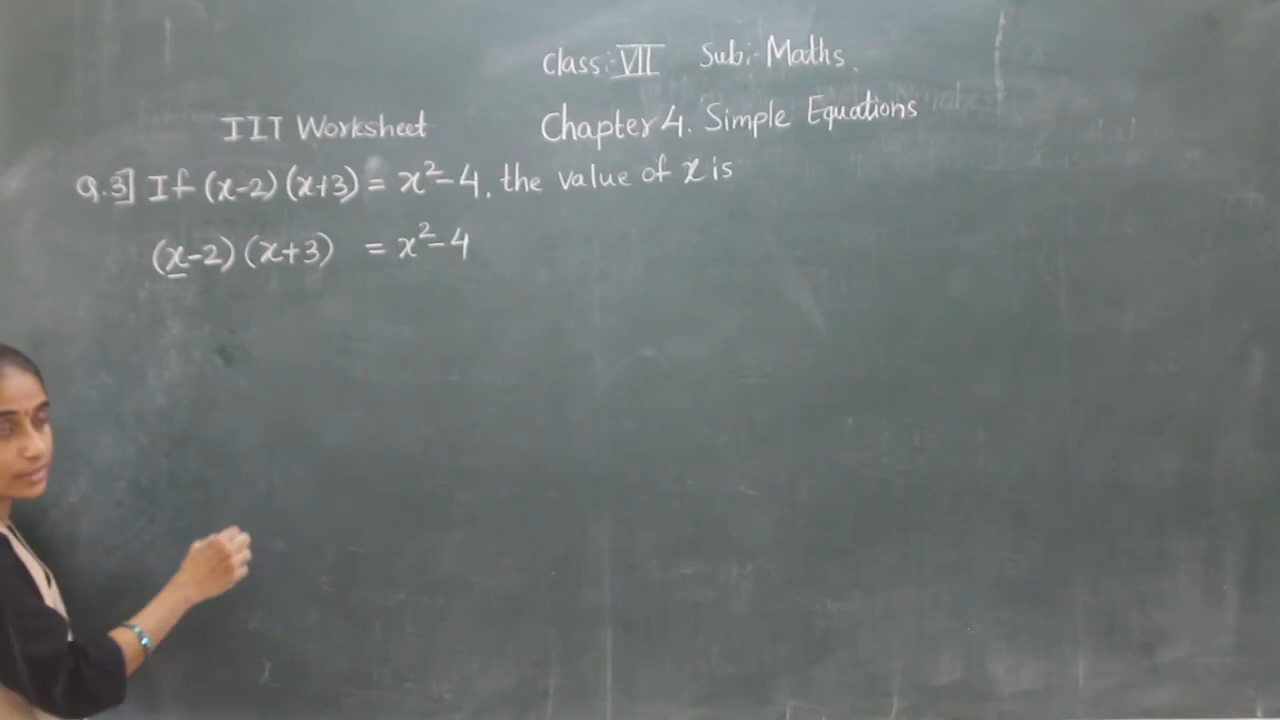 Class:- VII Sub:- Maths.
IIT Worksheet Chapter 4. Simple Equations
Q.3] If (x-2) (x+3) = x²-4, the value of x is
(x-2) (x+3) = x²-4